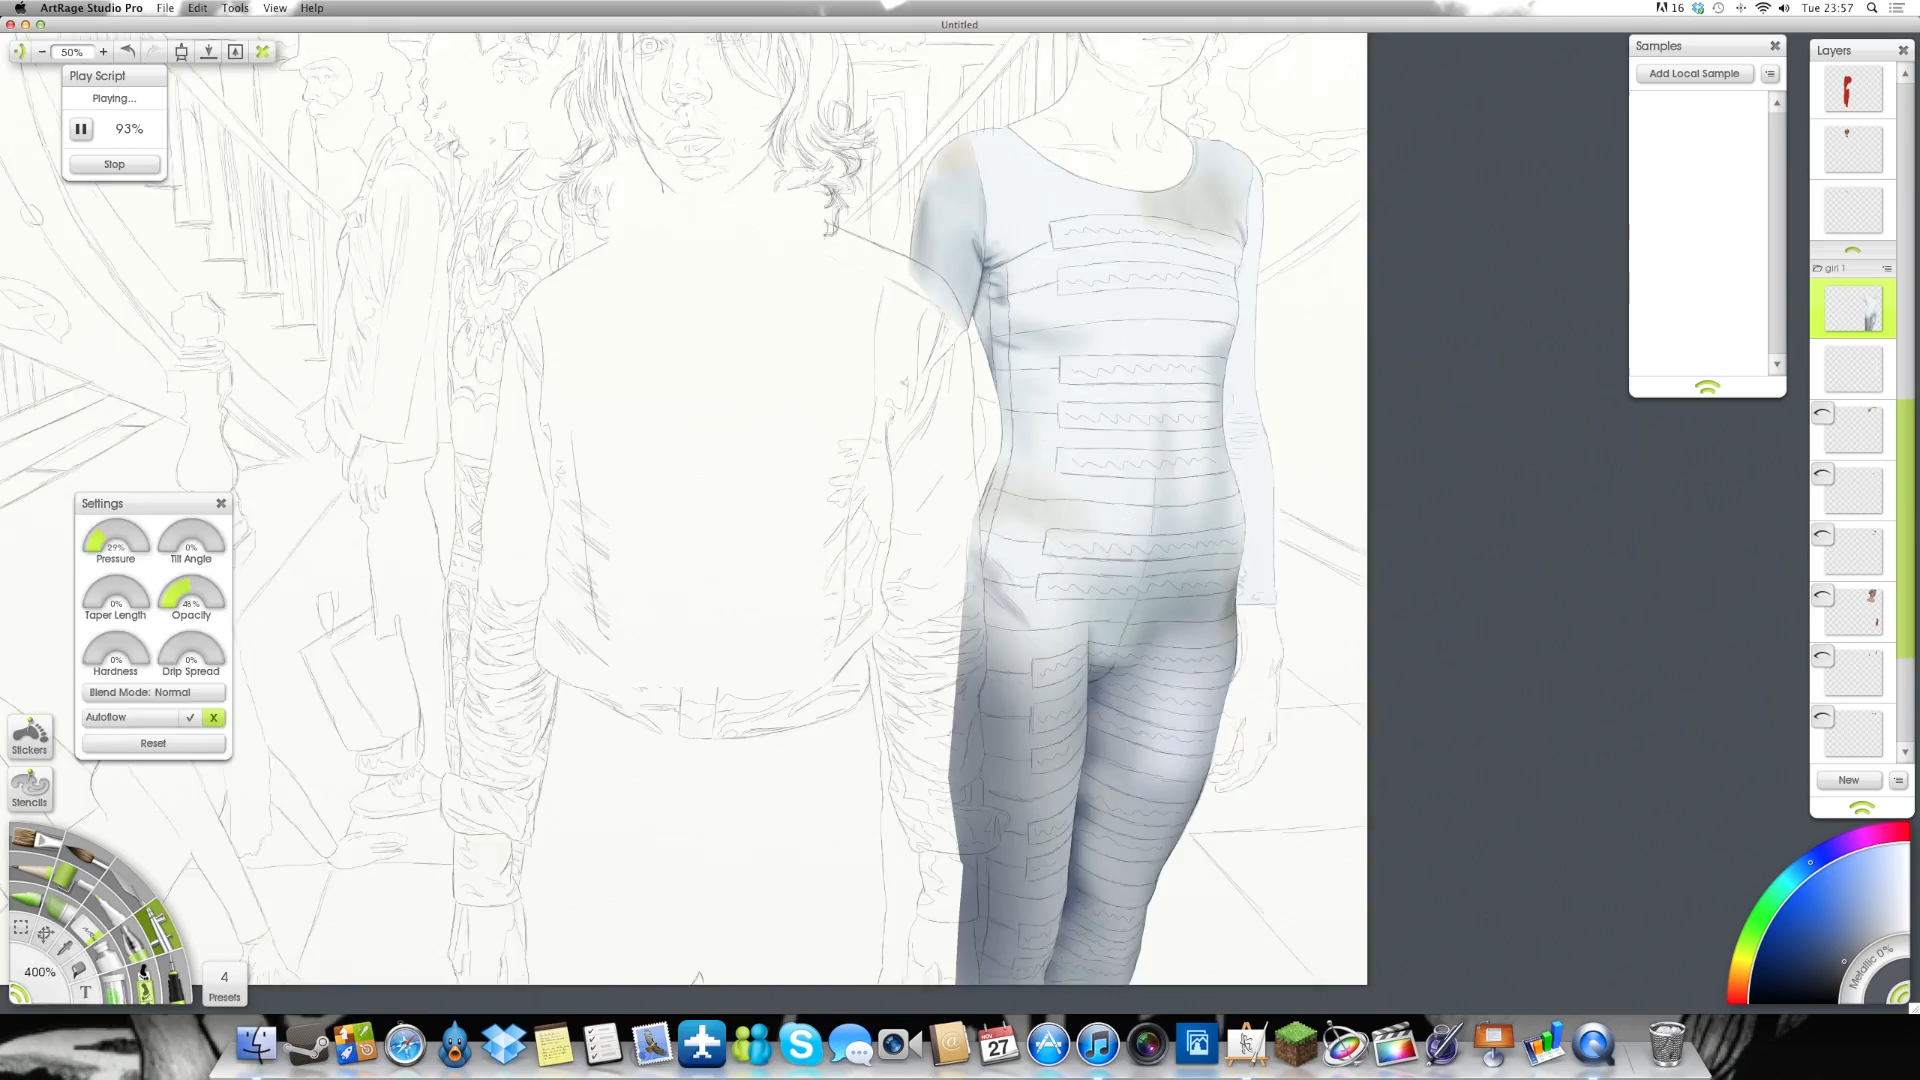 ArtRage Studio Pro File Edit Tools View Help
16 Tue 23:57
Untitled
50%
Play Script
Playing...
93%
Stop
Samples
Add Local Sample
Layers
girl 1
New
Settings
29% 0%
Pressure Tilt Angle
0% 48%
Taper Length Opacity
0% 0%
Hardness Drip Spread
Blend Mode: Normal
Autoflow
Reset
Stickers
Stencils
400%
T
4
Presets
Metallic 0%
NOV
27